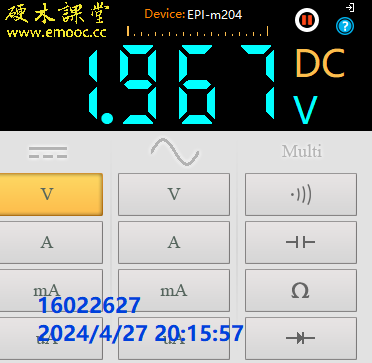 硬木課堂
www.emooc.cc
Device: EPI-m204
1.967
DC
V
Multi
V
V
A
A
mA
mA
Ω
16022627
2024/4/27 20:15:57
uA